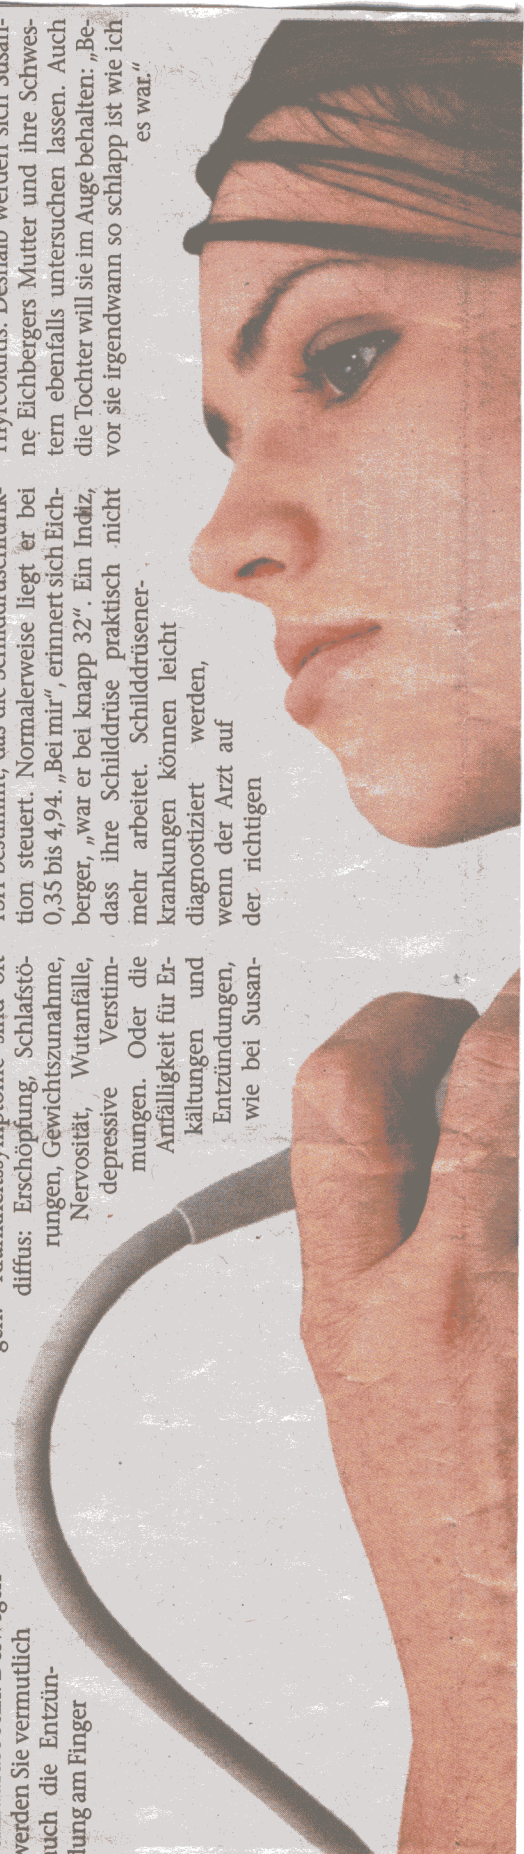 werden Sie vermutlich
auch die Entzün-
dung am Finger
diffus: Erschöpfung, Schlafstö-
rungen, Gewichtszunahme,
Nervosität, Wutanfälle,
depressive Verstim-
mungen. Oder die
Anfälligkeit für Er-
kältungen und
Entzündungen,
wie bei Susan-
tion steuert. Normalerweise liegt er bei
0,35 bis 4,94. „Bei mir“, erinnert sich Eich-
berger, „war er bei knapp 32“. Ein Indiz,
dass ihre Schilddrüse praktisch nicht
mehr arbeitet. Schilddrüsener-
krankungen können leicht
diagnostiziert werden,
wenn der Arzt auf
der richtigen
ne Eichbergers Mutter und ihre Schwes-
tern ebenfalls untersuchen lassen. Auch
die Tochter will sie im Auge behalten: „Be-
vor sie irgendwann so schlapp ist wie ich
es war.“